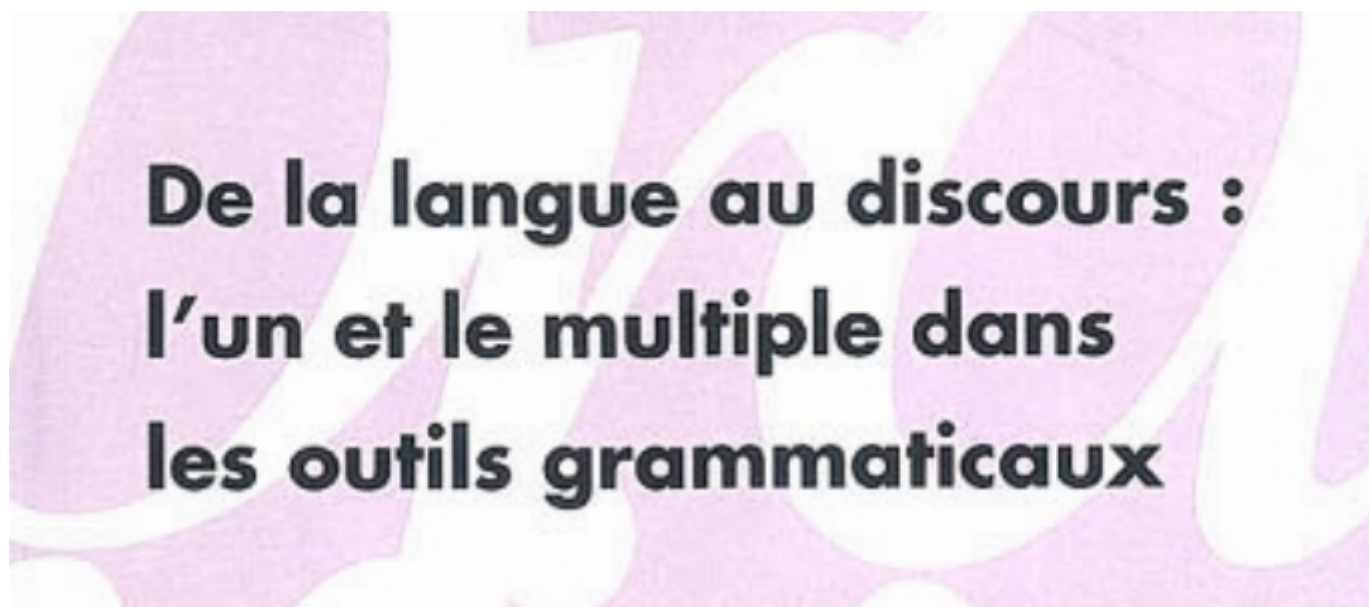 De la langue au discours :
l'un et le multiple dans
les outils grammaticaux